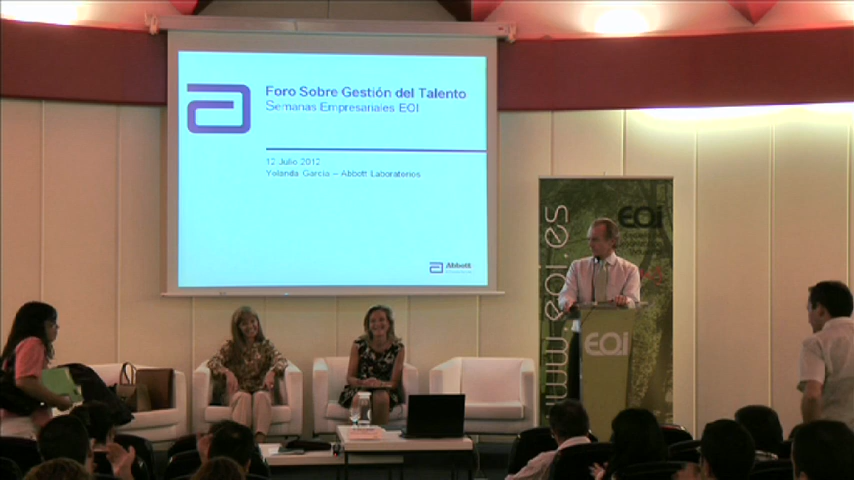 Foro Sobre Gestión del Talento
Semanas Empresariales EOI
12 Julio 2012
Yolanda García – Abbott Laboratorios
Abbott
www.eoi.es
EOi
EOi